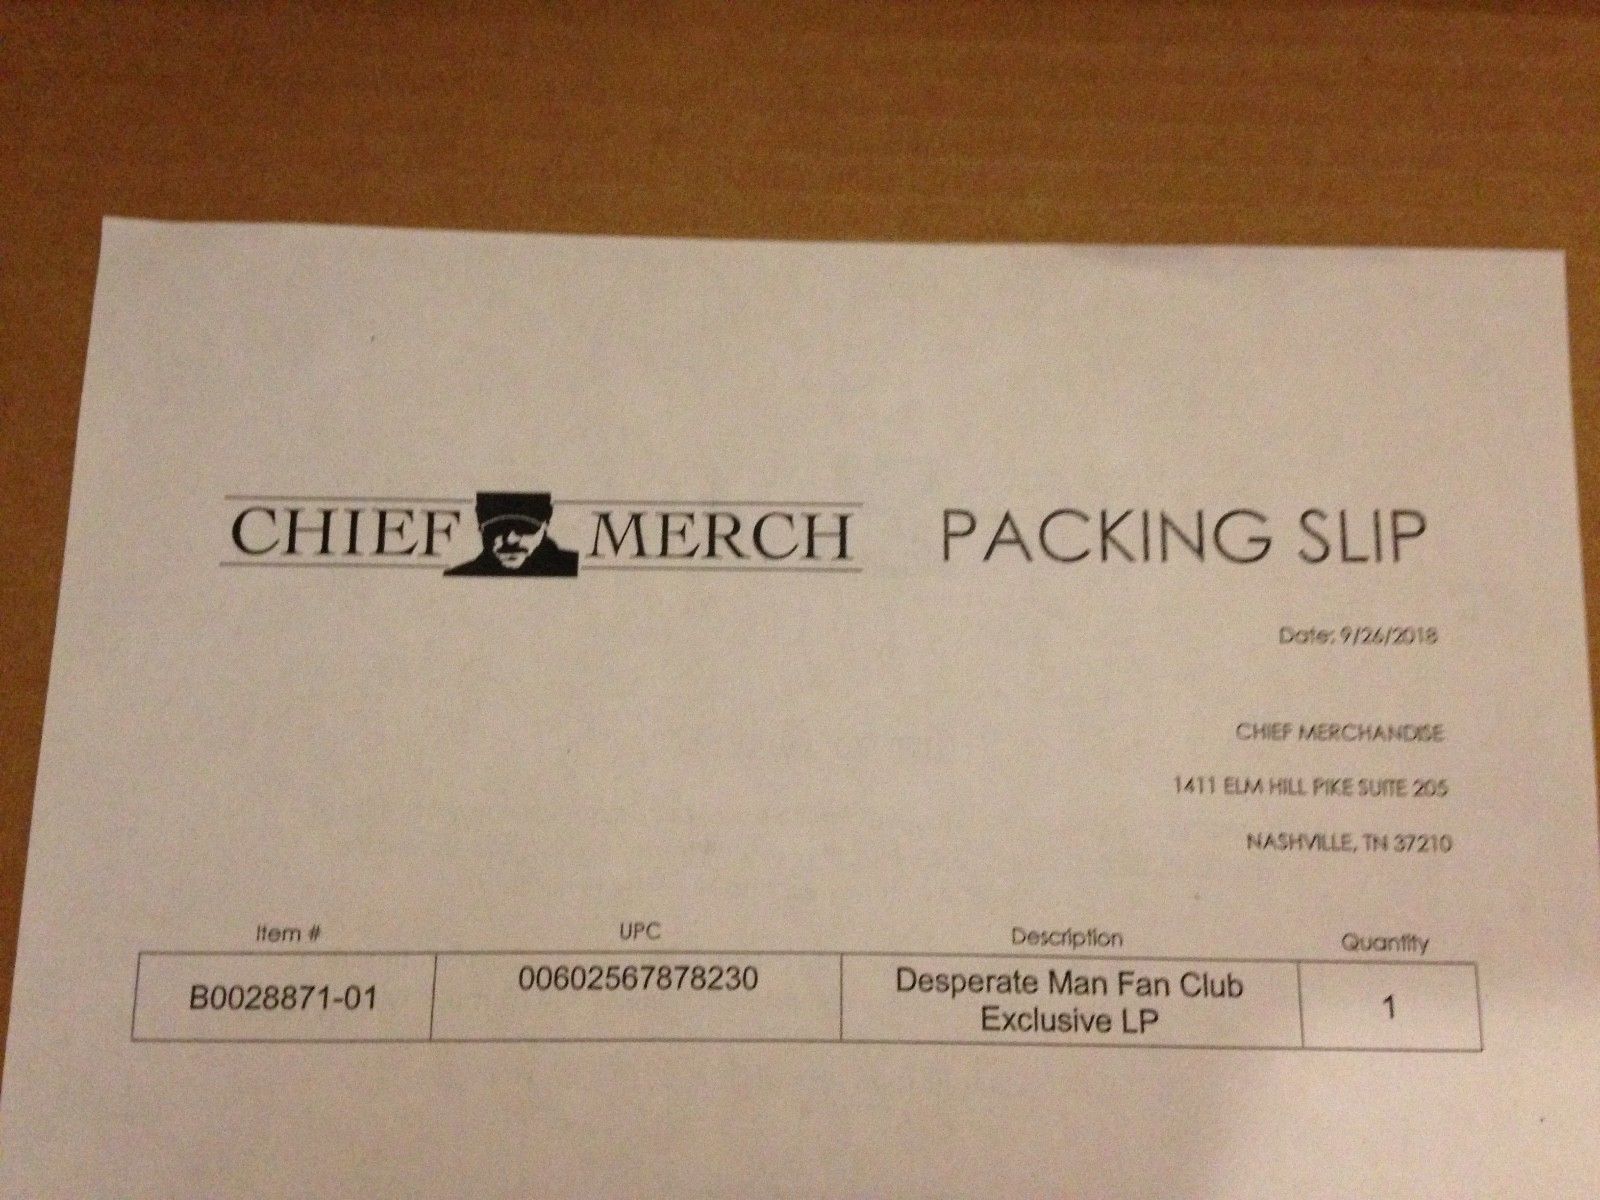 CHIEF MERCH PACKING SLIP
Date: 9/26/2018
CHIEF MERCHANDISE
1411 ELM HILL PIKE SUITE 205
NASHVILLE, TN 37210
Item # UPC Description Quantity
B0028871-01 00602567878230 Desperate Man Fan Club
Exclusive LP 1